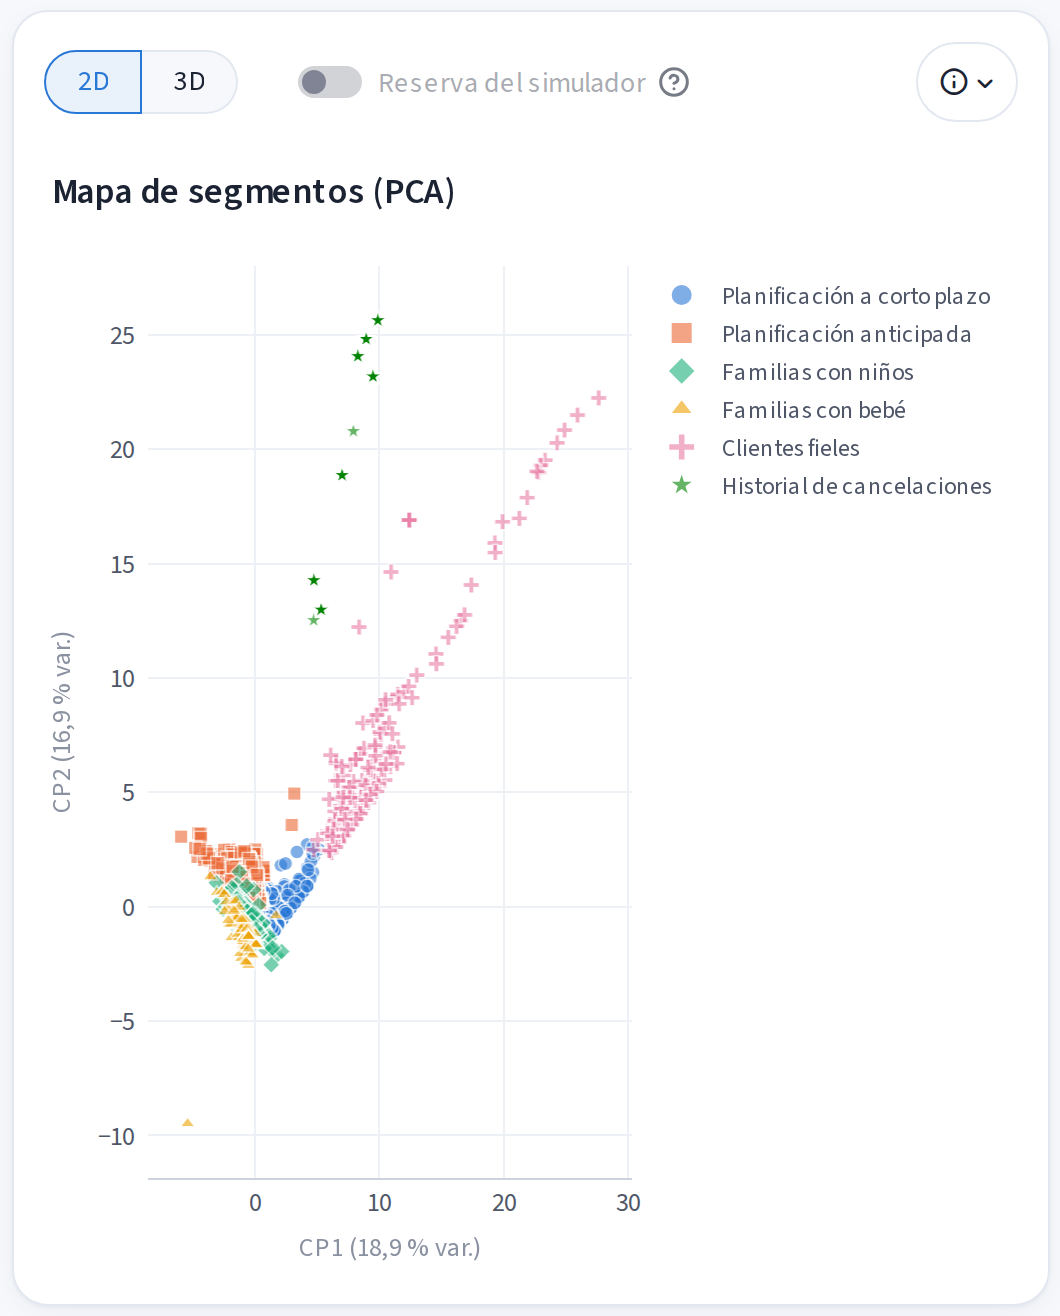 2D 3D Reserva del simulador
Mapa de segmentos (PCA)
Planificación a corto plazo
Planificación anticipada
Familias con niños
Familias con bebé
Clientes fieles
Historial de cancelaciones
25
20
15
10
5
0
−5
−10
CP2 (16,9 % var.)
0 10 20 30
CP1 (18,9 % var.)